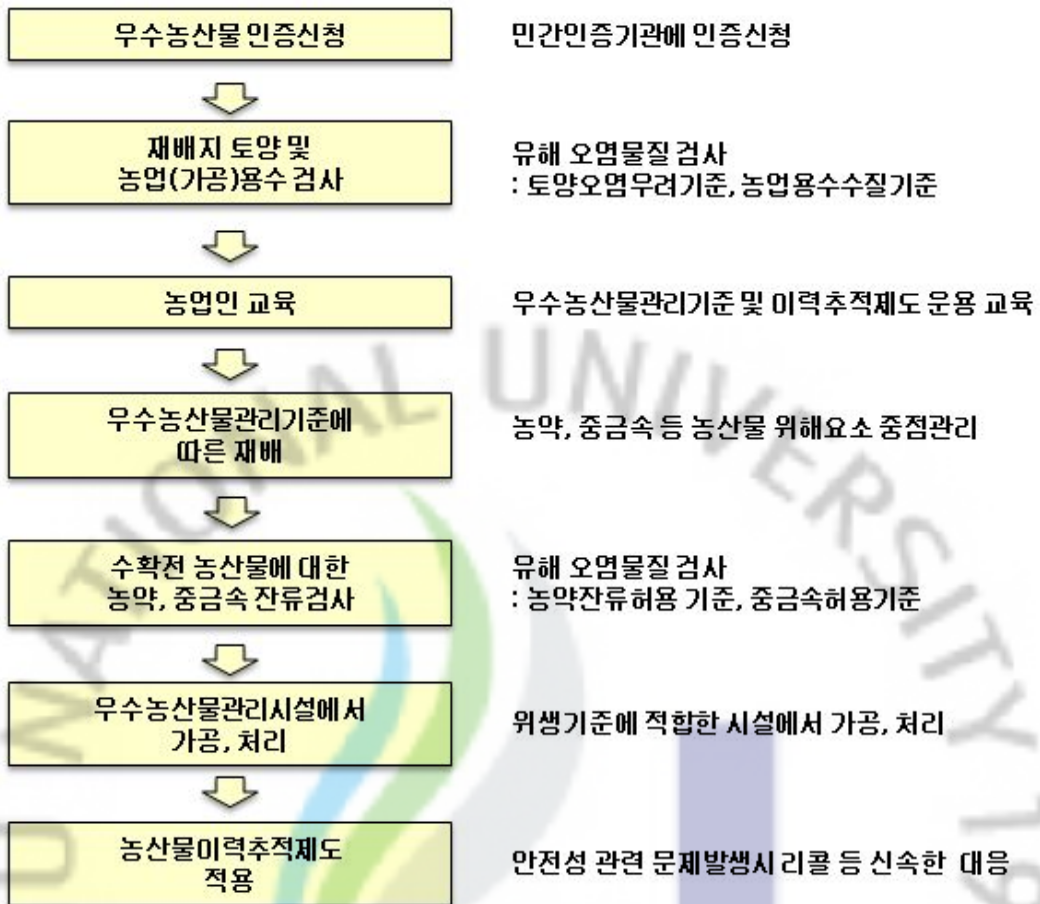 우수농산물 인증신청
민간인증기관에 인증신청
재배지 토양 및
농업(가공)용수 검사
유해 오염물질 검사
: 토양오염우려기준, 농업용수수질기준
농업인 교육
우수농산물관리기준 및 이력추적제도 운용 교육
우수농산물관리기준에
따른 재배
농약, 중금속 등 농산물 위해요소 중점관리
수확전 농산물에 대한
농약, 중금속 잔류검사
유해 오염물질 검사
: 농약잔류허용 기준, 중금속허용기준
우수농산물관리시설에서
가공, 처리
위생기준에 적합한 시설에서 가공, 처리
농산물이력추적제도
적용
안전성 관련 문제발생시 리콜 등 신속한 대응
NATIONAL UNIVERSITY 19